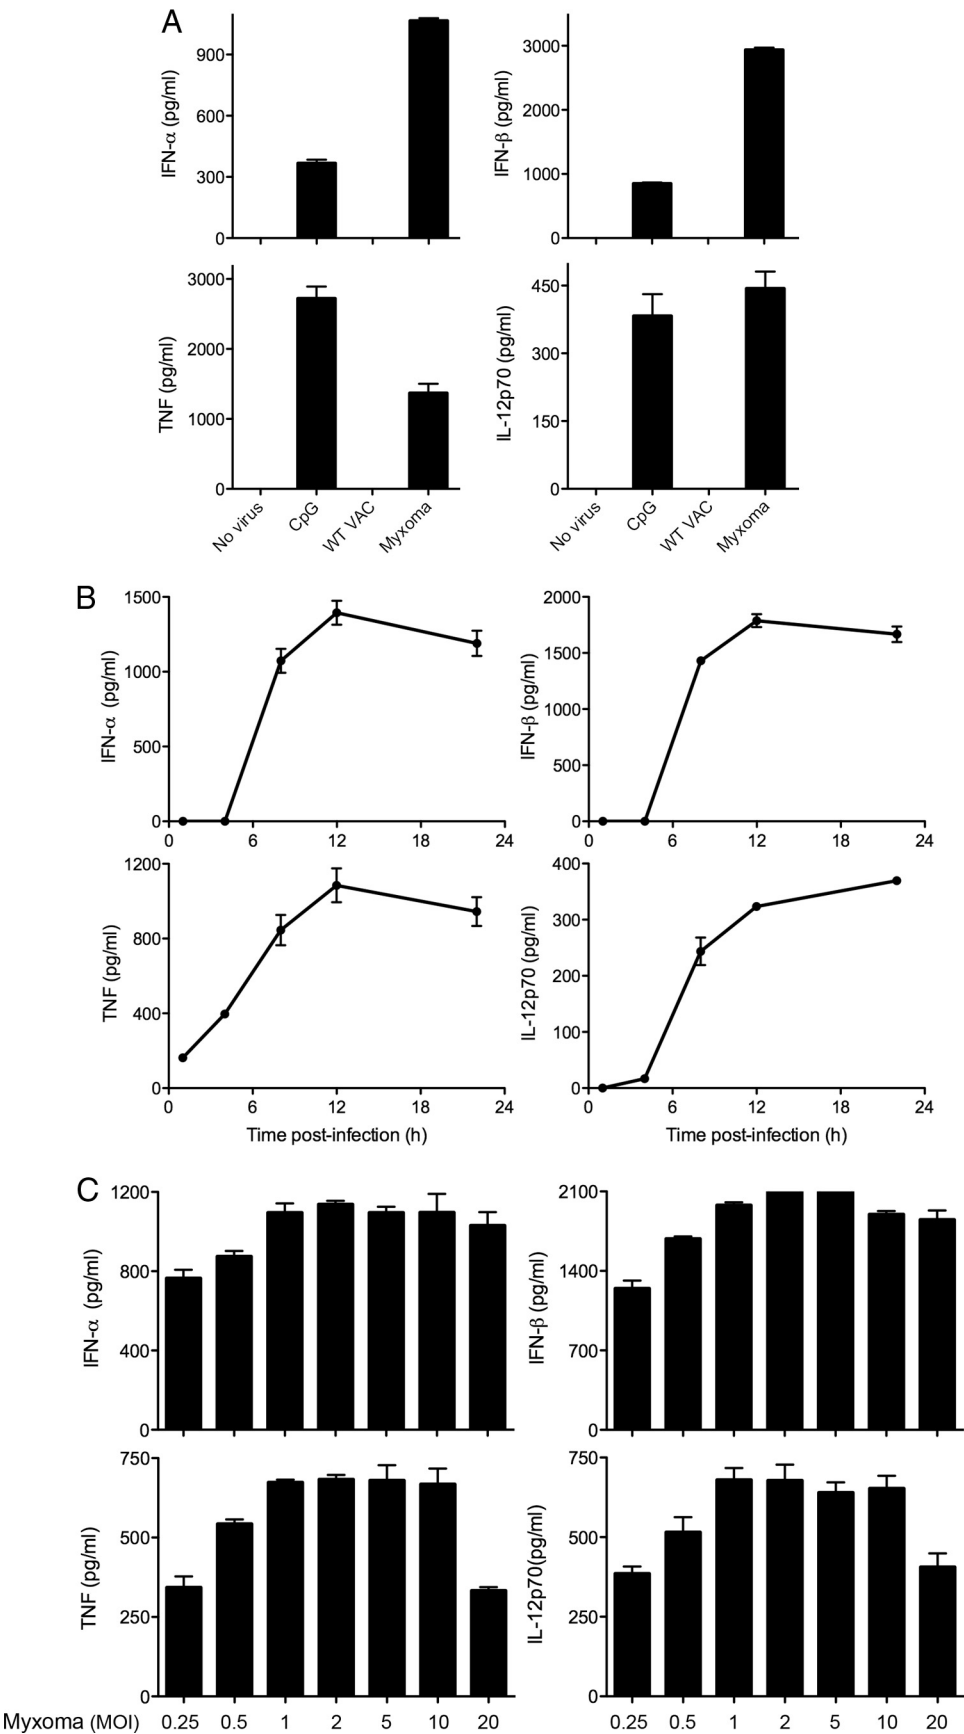 A
IFN-α (pg/ml)
900
600
300
0
IFN-β (pg/ml)
3000
2000
1000
0
TNF (pg/ml)
3000
2000
1000
0
No virus
CpG
WT VAC
Myxoma
IL-12p70 (pg/ml)
450
300
150
0
No virus
CpG
WT VAC
Myxoma
B
IFN-α (pg/ml)
1500
1000
500
0
0 6 12 18 24
IFN-β (pg/ml)
2000
1500
1000
500
0
0 6 12 18 24
TNF (pg/ml)
1200
800
400
0
0 6 12 18 24
Time post-infection (h)
IL-12p70 (pg/ml)
400
300
200
100
0
0 6 12 18 24
Time post-infection (h)
C
IFN-α (pg/ml)
1200
800
400
0
IFN-β (pg/ml)
2100
1400
700
0
TNF (pg/ml)
750
500
250
0
IL-12p70(pg/ml)
750
500
250
0
Myxoma (MOI) 0.25 0.5 1 2 5 10 20 0.25 0.5 1 2 5 10 20